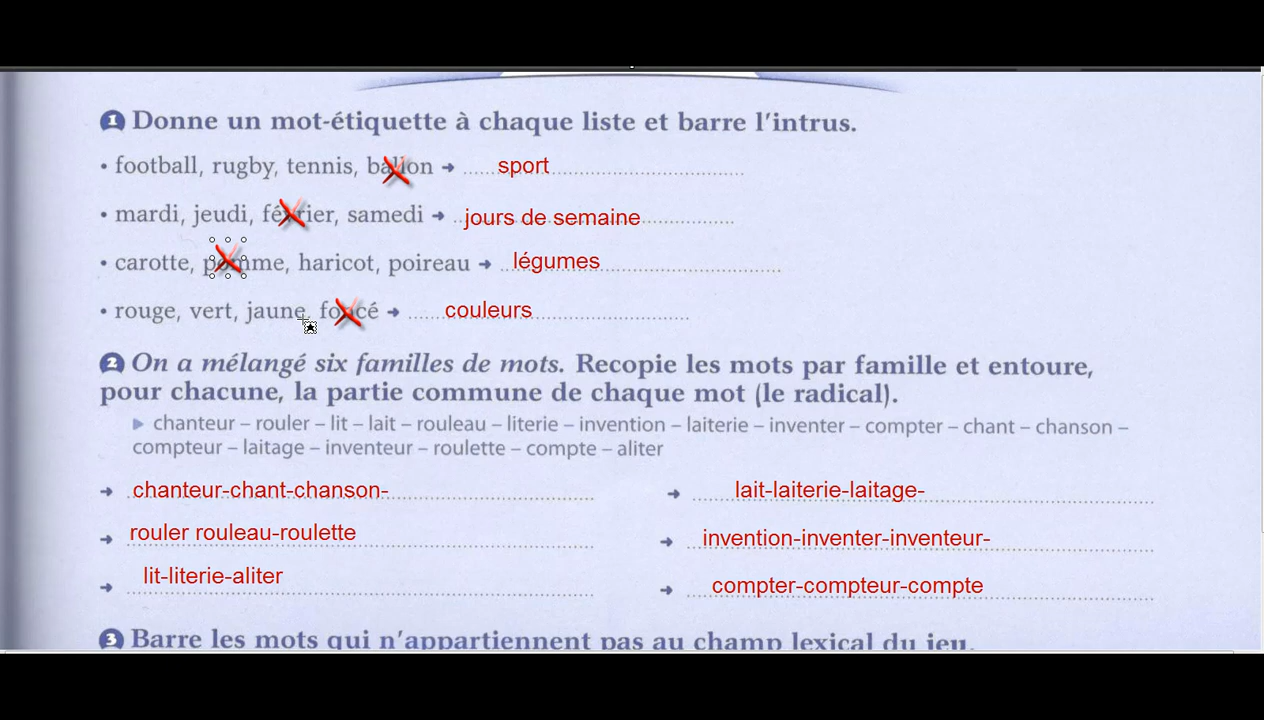 1 Donne un mot-étiquette à chaque liste et barre l'intrus.
• football, rugby, tennis, ballon ➜ sport
• mardi, jeudi, février, samedi ➜ jours de semaine
• carotte, pomme, haricot, poireau ➜ légumes
• rouge, vert, jaune, foncé ➜ couleurs
2 On a mélangé six familles de mots. Recopie les mots par famille et entoure,
pour chacune, la partie commune de chaque mot (le radical).
▶ chanteur – rouler – lit – lait – rouleau – literie – invention – laiterie – inventer – compter – chant – chanson –
compteur – laitage – inventeur – roulette – compte – aliter
➜ chanteur-chant-chanson-
➜ lait-laiterie-laitage-
➜ rouler rouleau-roulette
➜ invention-inventer-inventeur-
➜ lit-literie-aliter
➜ compter-compteur-compte
3 Barre les mots qui n'appartiennent pas au champ lexical du jeu.